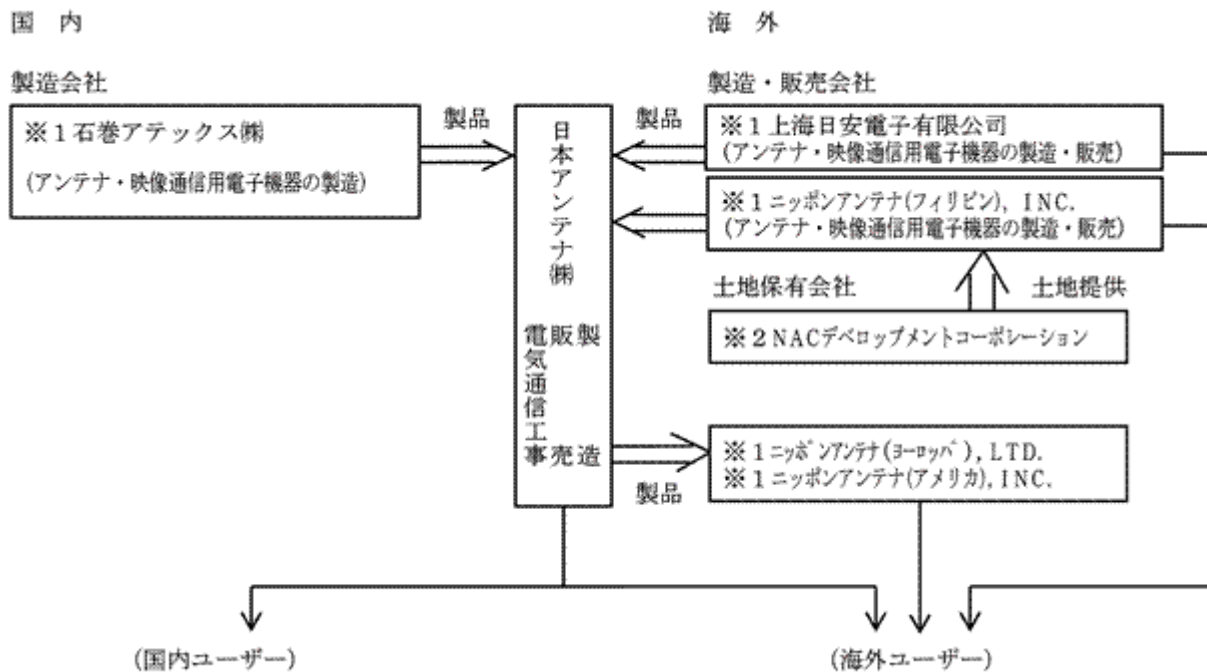 国 内
海 外
製造会社
製造・販売会社
※1石巻アテックス㈱
(アンテナ・映像通信用電子機器の製造)
製品
日本アンテナ㈱
製造
販売
電気通信工事
製品
※1上海日安電子有限公司
(アンテナ・映像通信用電子機器の製造・販売)
※1ニッポンアンテナ(フィリピン), INC.
(アンテナ・映像通信用電子機器の製造・販売)
土地保有会社
土地提供
※2NACデベロップメントコーポレーション
※1ニッポンアンテナ(ヨーロッパ), LTD.
※1ニッポンアンテナ(アメリカ), INC.
製品
(国内ユーザー)
(海外ユーザー)